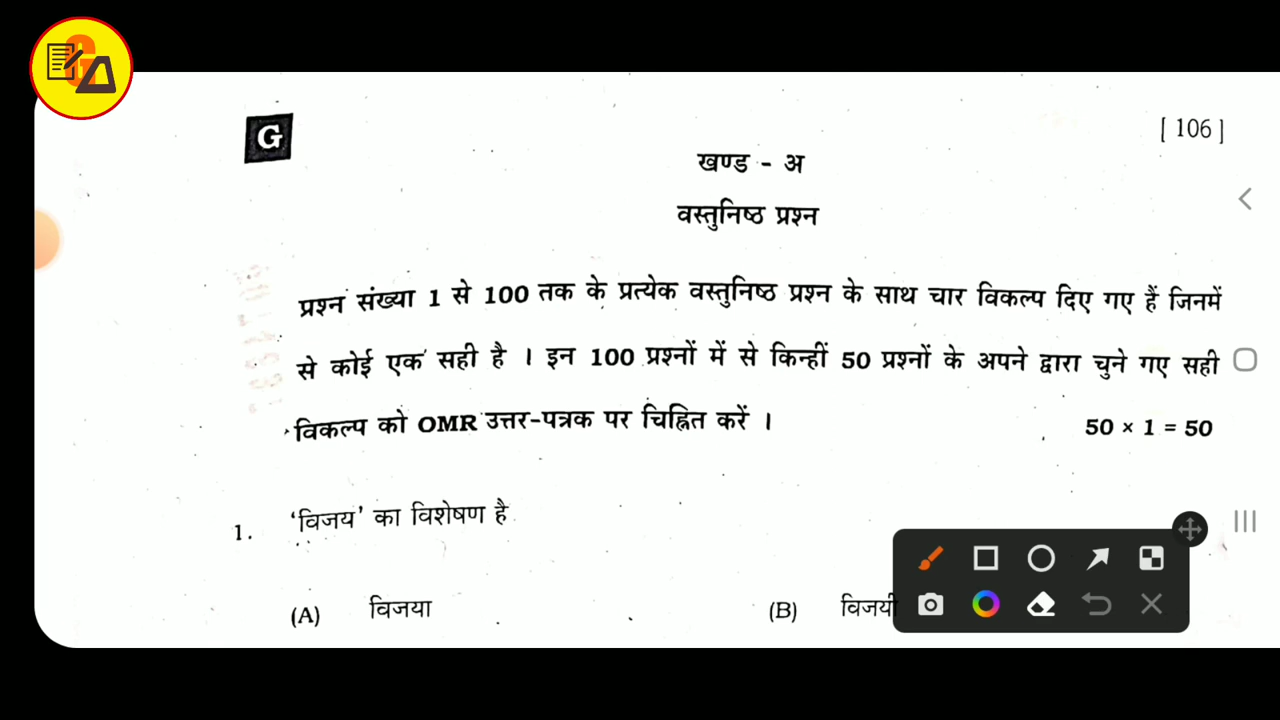 G
[ 106 ]
खण्ड - अ
वस्तुनिष्ठ प्रश्न
प्रश्न संख्या 1 से 100 तक के प्रत्येक वस्तुनिष्ठ प्रश्न के साथ चार विकल्प दिए गए हैं जिनमें
से कोई एक सही है । इन 100 प्रश्नों में से किन्हीं 50 प्रश्नों के अपने द्वारा चुने गए सही
विकल्प को OMR उत्तर-पत्रक पर चिह्नित करें ।
50 × 1 = 50
1. 'विजय' का विशेषण है
(A) विजया
(B) विजयी